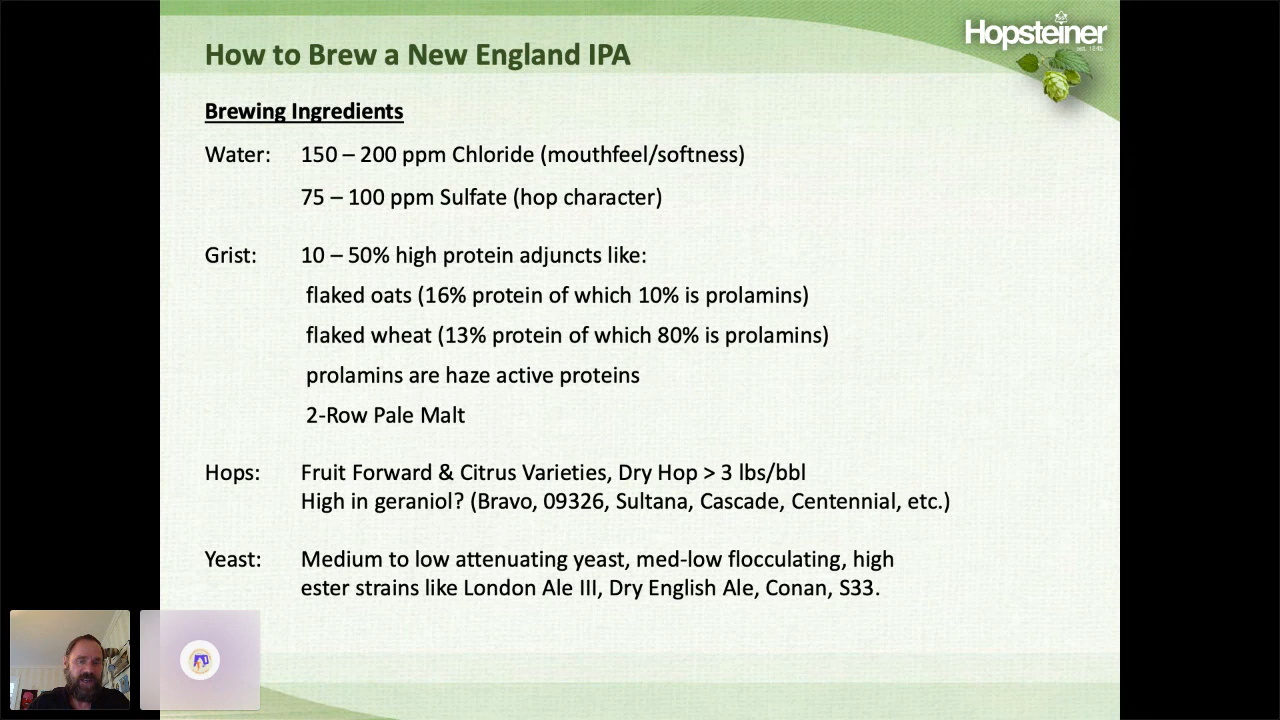 Hopsteiner
est. 1845
How to Brew a New England IPA
Brewing Ingredients
Water: 150 – 200 ppm Chloride (mouthfeel/softness)
75 – 100 ppm Sulfate (hop character)
Grist: 10 – 50% high protein adjuncts like:
flaked oats (16% protein of which 10% is prolamins)
flaked wheat (13% protein of which 80% is prolamins)
prolamins are haze active proteins
2-Row Pale Malt
Hops: Fruit Forward & Citrus Varieties, Dry Hop > 3 lbs/bbl
High in geraniol? (Bravo, 09326, Sultana, Cascade, Centennial, etc.)
Yeast: Medium to low attenuating yeast, med-low flocculating, high
ester strains like London Ale III, Dry English Ale, Conan, S33.